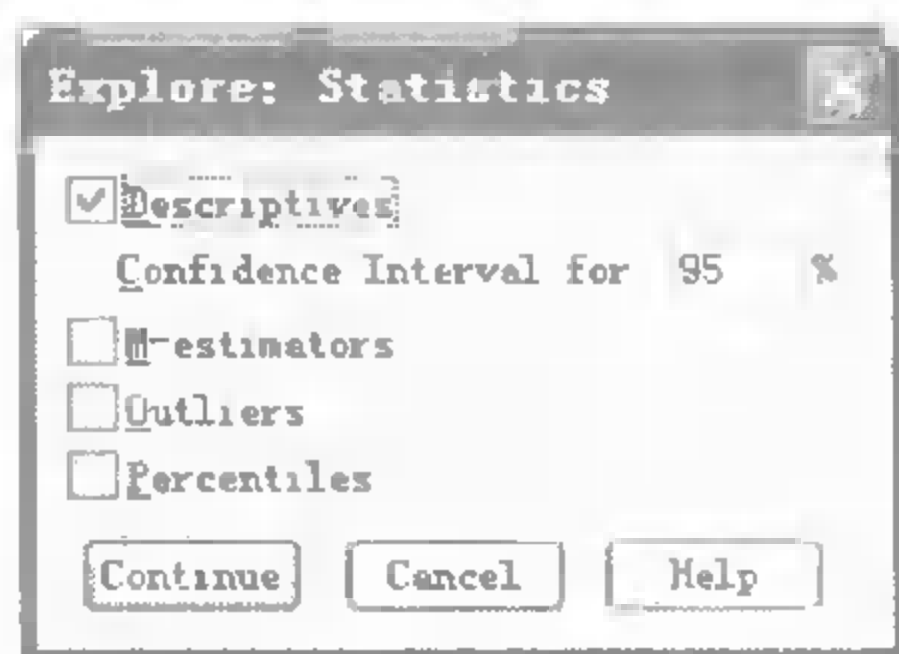 Explore: Statistics
Descriptives
Confidence Interval for 95 %
M-estimators
Outliers
Percentiles
Continue Cancel Help